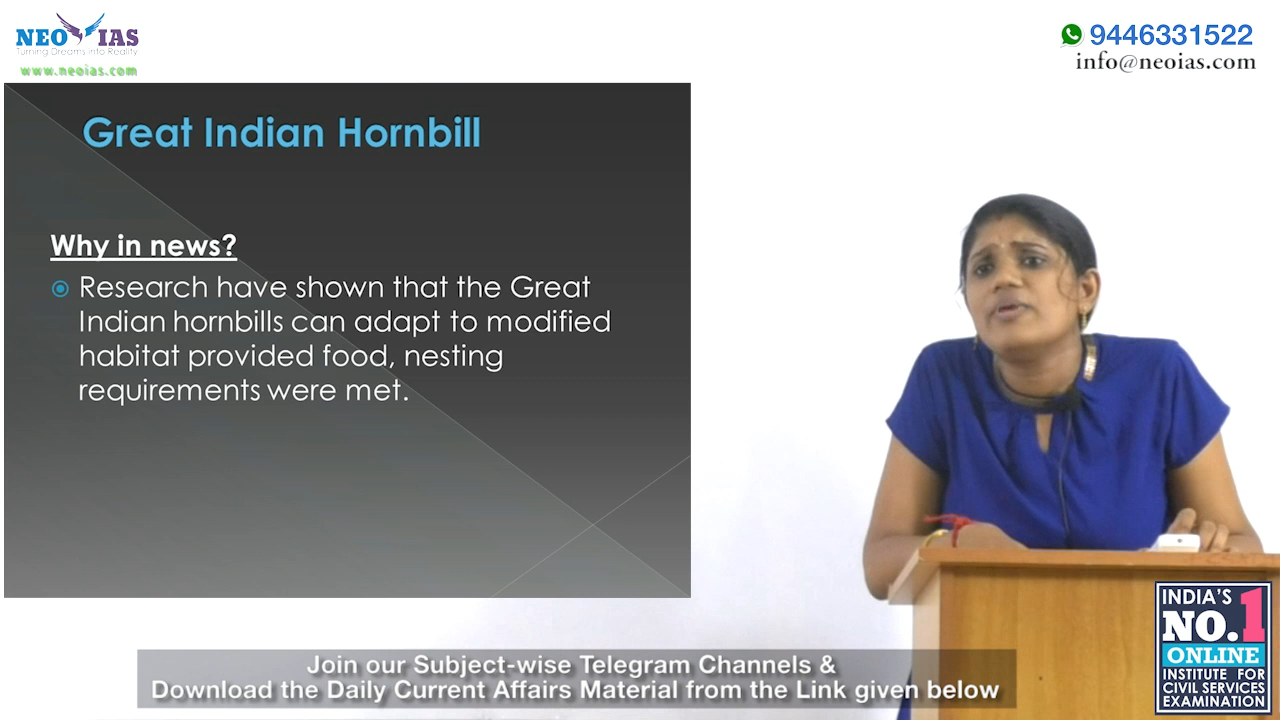 NEO IAS
Turning Dreams into Reality
www.neoias.com
9446331522
info@neoias.com
Great Indian Hornbill
Why in news?
Research have shown that the Great
Indian hornbills can adapt to modified
habitat provided food, nesting
requirements were met.
Join our Subject-wise Telegram Channels &
Download the Daily Current Affairs Material from the Link given below
INDIA'S
NO.1
ONLINE
INSTITUTE FOR
CIVIL SERVICES
EXAMINATION